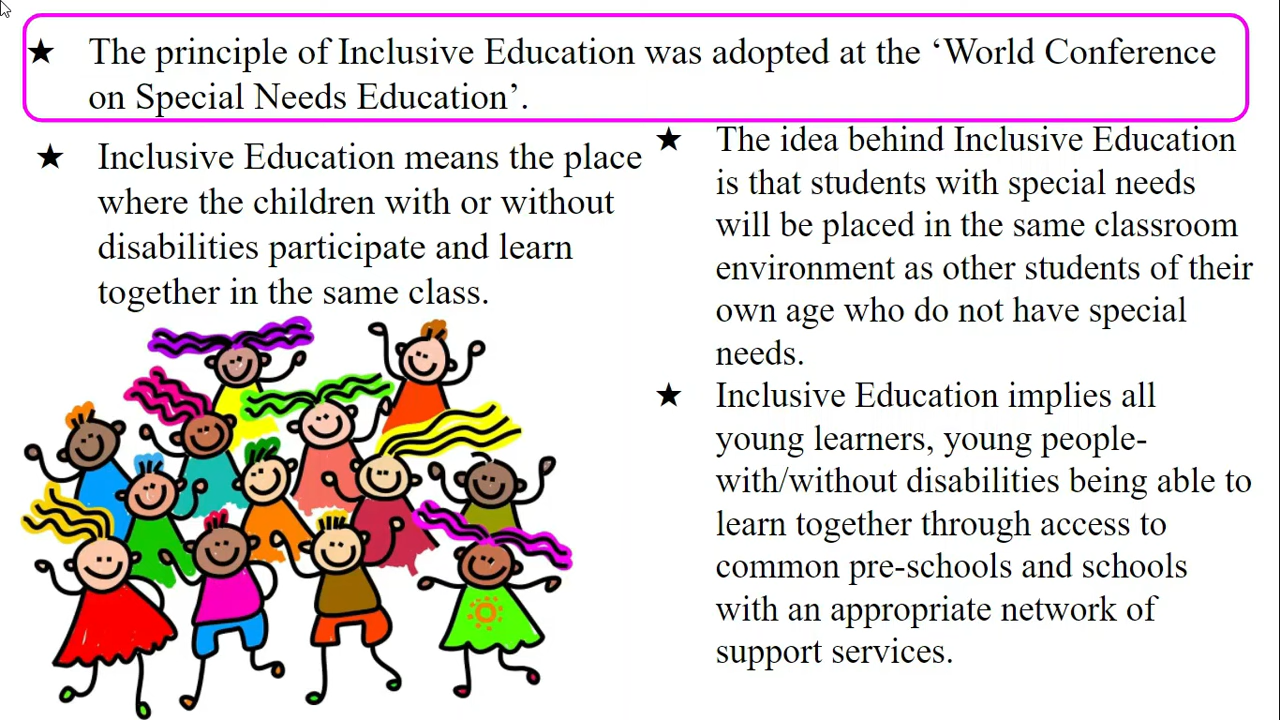 ★ The principle of Inclusive Education was adopted at the ‘World Conference
on Special Needs Education’.
★ Inclusive Education means the place
where the children with or without
disabilities participate and learn
together in the same class.
★ The idea behind Inclusive Education
is that students with special needs
will be placed in the same classroom
environment as other students of their
own age who do not have special
needs.
★ Inclusive Education implies all
young learners, young people-
with/without disabilities being able to
learn together through access to
common pre-schools and schools
with an appropriate network of
support services.